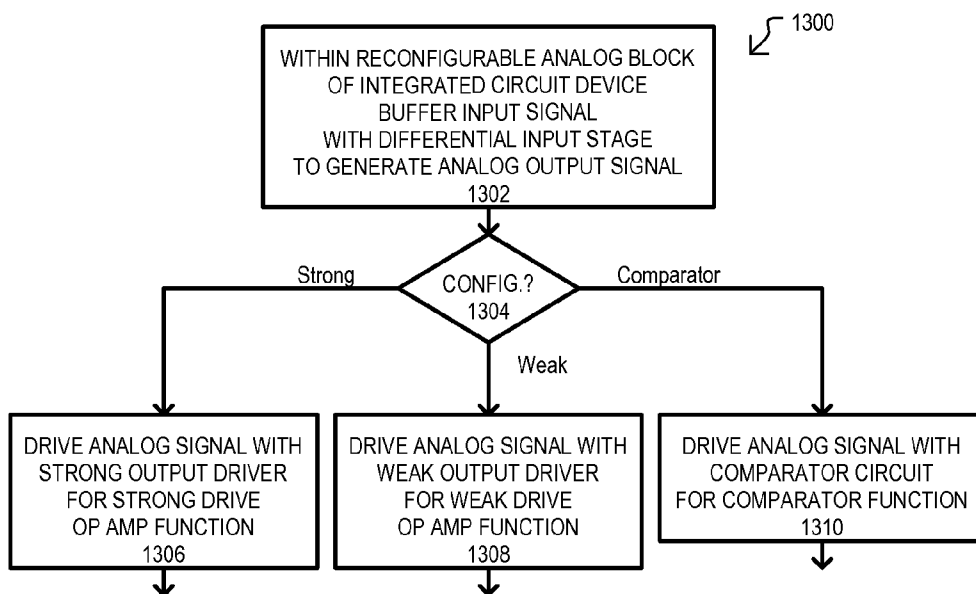 1300
WITHIN RECONFIGURABLE ANALOG BLOCK
OF INTEGRATED CIRCUIT DEVICE
BUFFER INPUT SIGNAL
WITH DIFFERENTIAL INPUT STAGE
TO GENERATE ANALOG OUTPUT SIGNAL
1302
Strong
CONFIG.?
1304
Comparator
Weak
DRIVE ANALOG SIGNAL WITH
STRONG OUTPUT DRIVER
FOR STRONG DRIVE
OP AMP FUNCTION
1306
DRIVE ANALOG SIGNAL WITH
WEAK OUTPUT DRIVER
FOR WEAK DRIVE
OP AMP FUNCTION
1308
DRIVE ANALOG SIGNAL WITH
COMPARATOR CIRCUIT
FOR COMPARATOR FUNCTION
1310